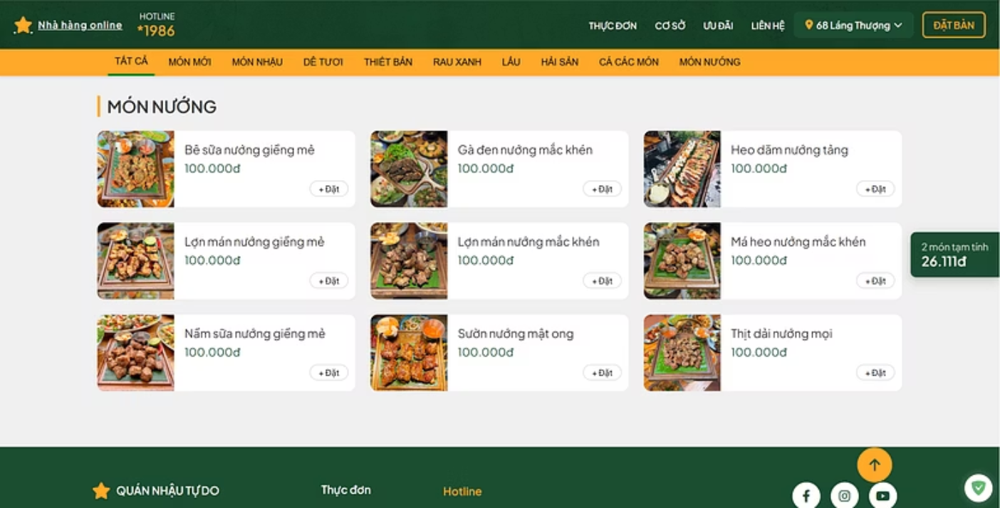 Nhà hàng online
HOTLINE
*1986
THỰC ĐƠN CƠ SỞ ƯU ĐÃI LIÊN HỆ 68 Láng Thượng ĐẶT BÀN
TẤT CẢ MÓN MỚI MÓN NHẬU DÊ TƯƠI THIẾT BẢN RAU XANH LẨU HẢI SẢN CÁ CÁC MÓN MÓN NƯỚNG
MÓN NƯỚNG
Bê sữa nướng giềng mẻ
100.000đ
+ Đặt
Gà đen nướng mắc khén
100.000đ
+ Đặt
Heo dăm nướng tảng
100.000đ
+ Đặt
Lợn mán nướng giềng mẻ
100.000đ
+ Đặt
Lợn mán nướng mắc khén
100.000đ
+ Đặt
Má heo nướng mắc khén
100.000đ
+ Đặt
2 món tạm tính
26.111đ
Nầm sữa nướng giềng mẻ
100.000đ
+ Đặt
Sườn nướng mật ong
100.000đ
+ Đặt
Thịt dải nướng mọi
100.000đ
+ Đặt
QUÁN NHẬU TỰ DO Thực đơn Hotline